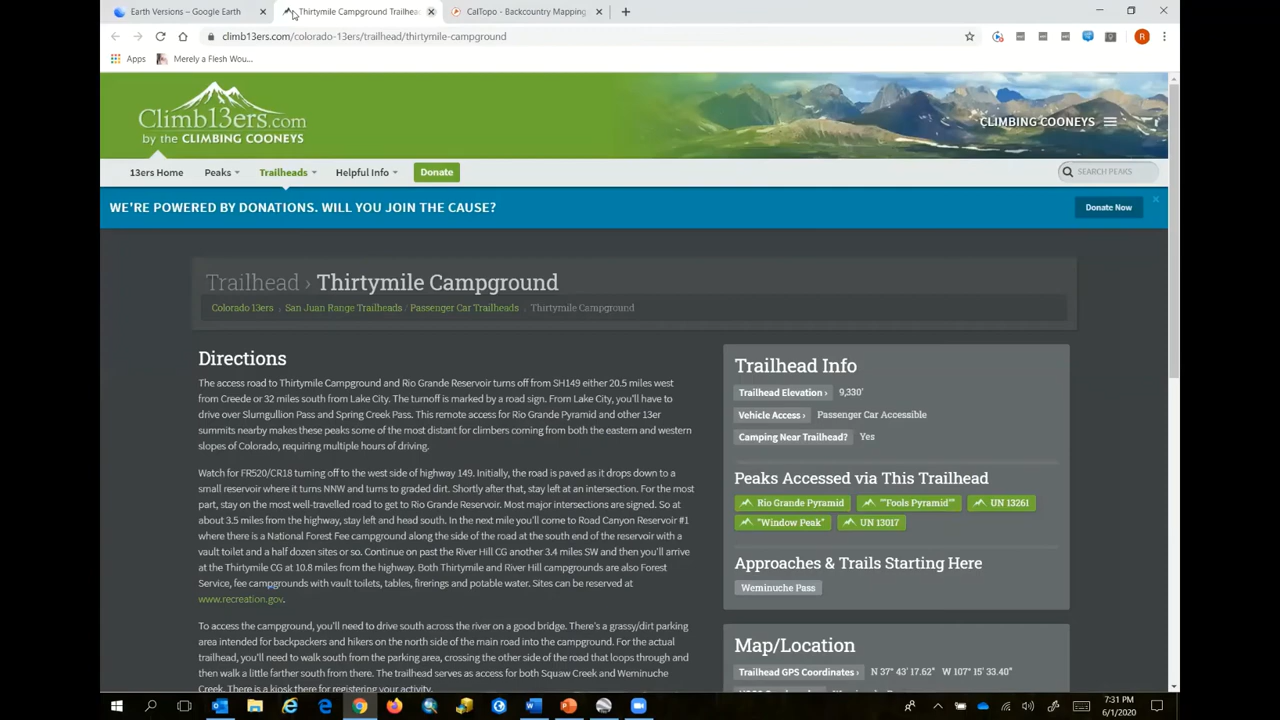 Earth Versions – Google Earth
Thirtymile Campground Trailhea
CalTopo - Backcountry Mapping
climb13ers.com/colorado-13ers/trailhead/thirtymile-campground
R
Apps
Merely a Flesh Wou...
Climb13ers.com
by the CLIMBING COONEYS
CLIMBING COONEYS
13ers Home
Peaks
Trailheads
Helpful Info
Donate
SEARCH PEAKS
WE'RE POWERED BY DONATIONS. WILL YOU JOIN THE CAUSE?
Donate Now
Trailhead › Thirtymile Campground
Colorado 13ers
San Juan Range Trailheads / Passenger Car Trailheads
Thirtymile Campground
Directions
The access road to Thirtymile Campground and Rio Grande Reservoir turns off from SH149 either 20.5 miles west
from Creede or 32 miles south from Lake City. The turnoff is marked by a road sign. From Lake City, you'll have to
drive over Slumgullion Pass and Spring Creek Pass. This remote access for Rio Grande Pyramid and other 13er
summits nearby makes these peaks some of the most distant for climbers coming from both the eastern and western
slopes of Colorado, requiring multiple hours of driving.
Watch for FR520/CR18 turning off to the west side of highway 149. Initially, the road is paved as it drops down to a
small reservoir where it turns NNW and turns to graded dirt. Shortly after that, stay left at an intersection. For the most
part, stay on the most well-travelled road to get to Rio Grande Reservoir. Most major intersections are signed. So at
about 3.5 miles from the highway, stay left and head south. In the next mile you'll come to Road Canyon Reservoir #1
where there is a National Forest Fee campground along the side of the road at the south end of the reservoir with a
vault toilet and a half dozen sites or so. Continue on past the River Hill CG another 3.4 miles SW and then you'll arrive
at the Thirtymile CG at 10.8 miles from the highway. Both Thirtymile and River Hill campgrounds are also Forest
Service, fee campgrounds with vault toilets, tables, firerings and potable water. Sites can be reserved at
www.recreation.gov.
To access the campground, you'll need to drive south across the river on a good bridge. There's a grassy/dirt parking
area intended for backpackers and hikers on the north side of the main road into the campground. For the actual
trailhead, you'll need to walk south from the parking area, crossing the other side of the road that loops through and
then walk a little farther south from there. The trailhead serves as access for both Squaw Creek and Weminuche
Creek. There is a kiosk there for registering your activity.
Trailhead Info
Trailhead Elevation › 9,330'
Vehicle Access › Passenger Car Accessible
Camping Near Trailhead? Yes
Peaks Accessed via This Trailhead
Rio Grande Pyramid
""Fools Pyramid""
UN 13261
"Window Peak"
UN 13017
Approaches & Trails Starting Here
Weminuche Pass
Map/Location
Trailhead GPS Coordinates › N 37° 43' 17.62" W 107° 15' 33.40"
7:31 PM
6/1/2020